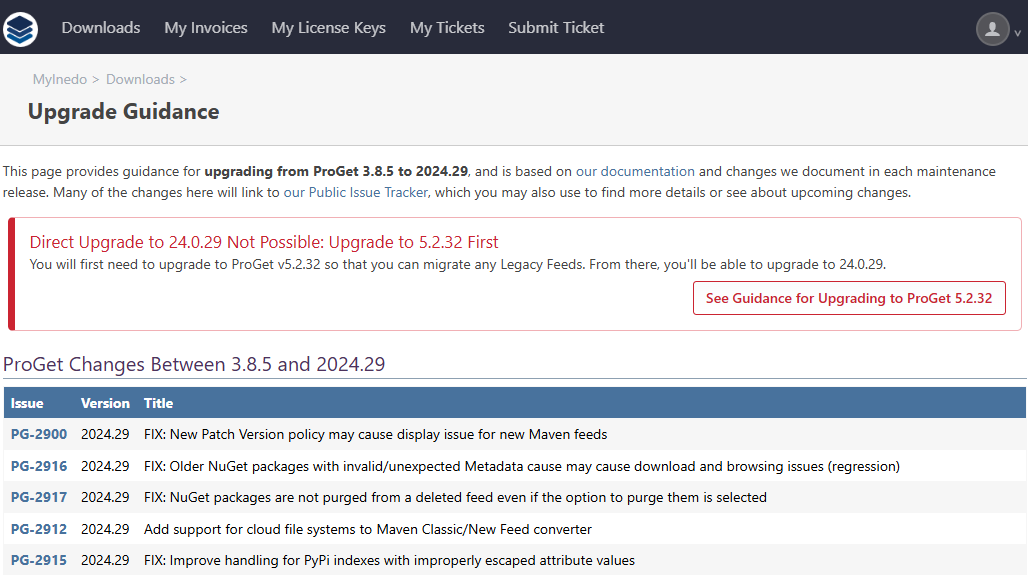 Downloads My Invoices My License Keys My Tickets Submit Ticket
MyInedo > Downloads >
Upgrade Guidance
This page provides guidance for upgrading from ProGet 3.8.5 to 2024.29, and is based on our documentation and changes we document in each maintenance
release. Many of the changes here will link to our Public Issue Tracker, which you may also use to find more details or see about upcoming changes.
Direct Upgrade to 24.0.29 Not Possible: Upgrade to 5.2.32 First
You will first need to upgrade to ProGet v5.2.32 so that you can migrate any Legacy Feeds. From there, you'll be able to upgrade to 24.0.29.
See Guidance for Upgrading to ProGet 5.2.32
ProGet Changes Between 3.8.5 and 2024.29
Issue Version Title
PG-2900 2024.29 FIX: New Patch Version policy may cause display issue for new Maven feeds
PG-2916 2024.29 FIX: Older NuGet packages with invalid/unexpected Metadata cause may cause download and browsing issues (regression)
PG-2917 2024.29 FIX: NuGet packages are not purged from a deleted feed even if the option to purge them is selected
PG-2912 2024.29 Add support for cloud file systems to Maven Classic/New Feed converter
PG-2915 2024.29 FIX: Improve handling for PyPi indexes with improperly escaped attribute values